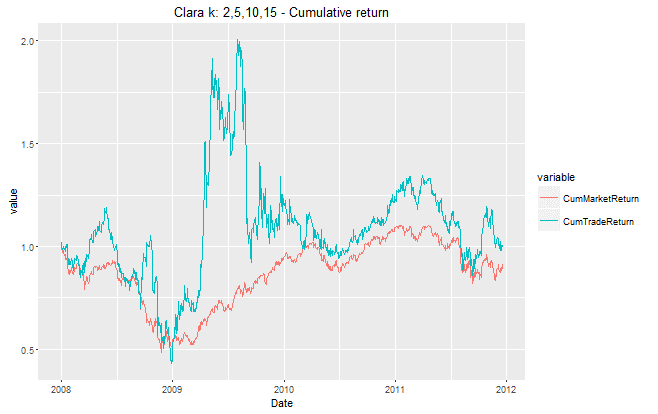 Clara k: 2,5,10,15 - Cumulative return
2.0
1.5
1.0
0.5
value
2008
2009
2010
2011
2012
Date
variable
CumMarketReturn
CumTradeReturn